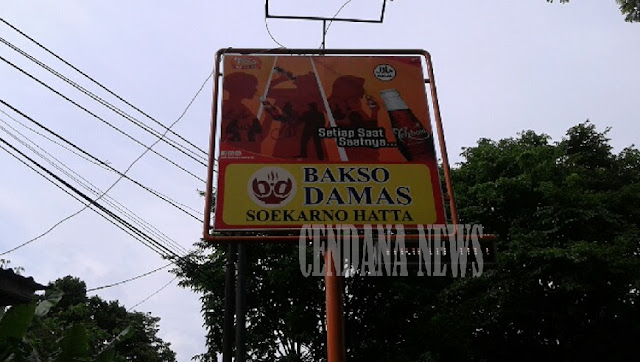 Setiap Saat
Saatnya...
BAKSO
DAMAS
SOEKARNO HATTA
CENDANA NEWS